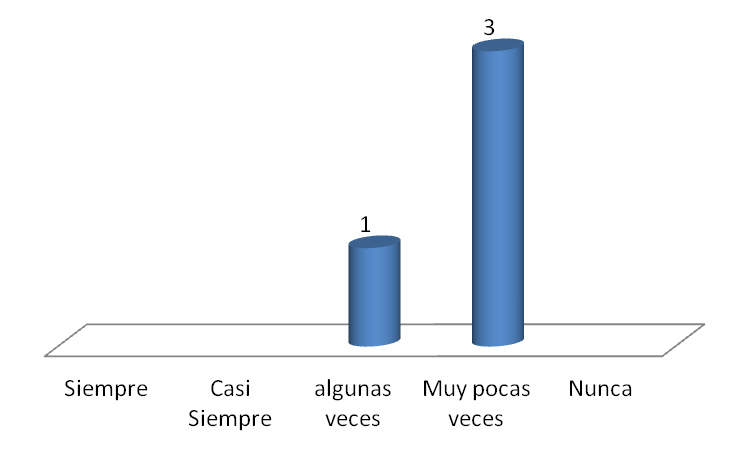 3
1
Siempre
Casi
Siempre
algunas
veces
Muy pocas
veces
Nunca